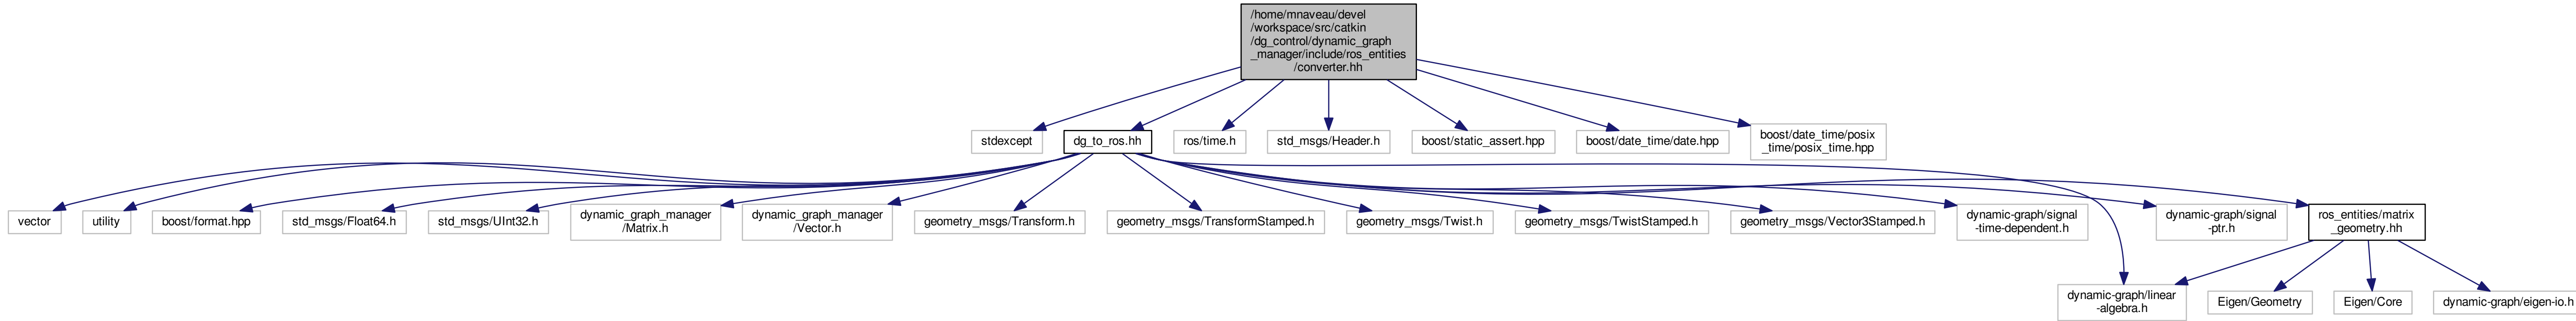 /home/mnaveau/devel
/workspace/src/catkin
/dg_control/dynamic_graph
_manager/include/ros_entities
/converter.hh
stdexcept
dg_to_ros.hh
ros/time.h
std_msgs/Header.h
boost/static_assert.hpp
boost/date_time/date.hpp
boost/date_time/posix
_time/posix_time.hpp
vector
utility
boost/format.hpp
std_msgs/Float64.h
std_msgs/UInt32.h
dynamic_graph_manager
/Matrix.h
dynamic_graph_manager
/Vector.h
geometry_msgs/Transform.h
geometry_msgs/TransformStamped.h
geometry_msgs/Twist.h
geometry_msgs/TwistStamped.h
geometry_msgs/Vector3Stamped.h
dynamic-graph/signal
-time-dependent.h
dynamic-graph/signal
-ptr.h
ros_entities/matrix
_geometry.hh
dynamic-graph/linear
-algebra.h
Eigen/Geometry
Eigen/Core
dynamic-graph/eigen-io.h